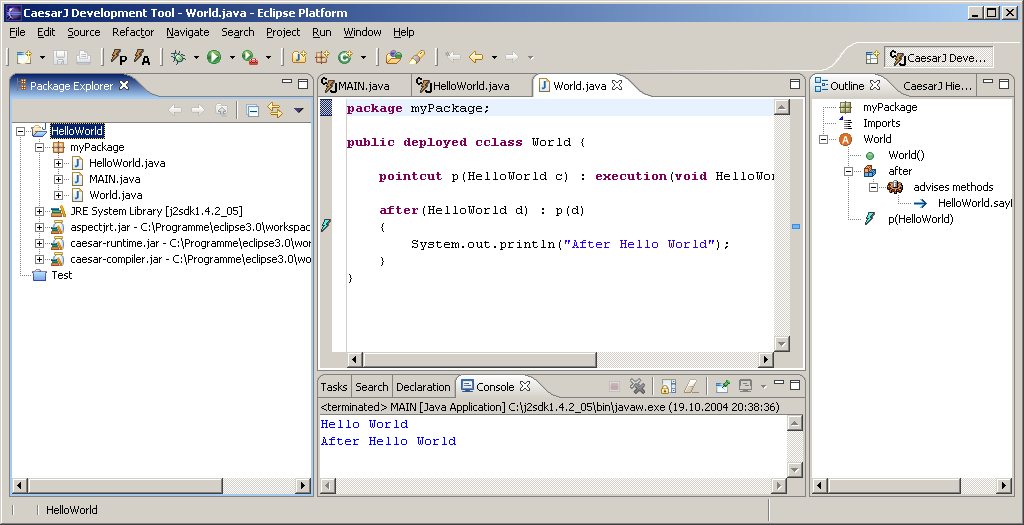 CaesarJ Development Tool - World.java - Eclipse Platform
File Edit Source Refactor Navigate Search Project Run Window Help
P A J C CaesarJ Deve...
Package Explorer
HelloWorld
myPackage
HelloWorld.java
MAIN.java
World.java
JRE System Library [j2sdk1.4.2_05]
aspectjrt.jar - C:\Programme\eclipse3.0\workspac
caesar-runtime.jar - C:\Programme\eclipse3.0\wo
caesar-compiler.jar - C:\Programme\eclipse3.0\wo
Test
MAIN.java HelloWorld.java World.java
package myPackage;
public deployed cclass World {
pointcut p(HelloWorld c) : execution(void HelloWo
after(HelloWorld d) : p(d)
{
System.out.println("After Hello World");
}
}
Tasks Search Declaration Console
<terminated> MAIN [Java Application] C:\j2sdk1.4.2_05\bin\javaw.exe (19.10.2004 20:38:36)
Hello World
After Hello World
Outline CaesarJ Hie...
myPackage
Imports
A World
World()
after
advises methods
HelloWorld.sayl
p(HelloWorld)
HelloWorld